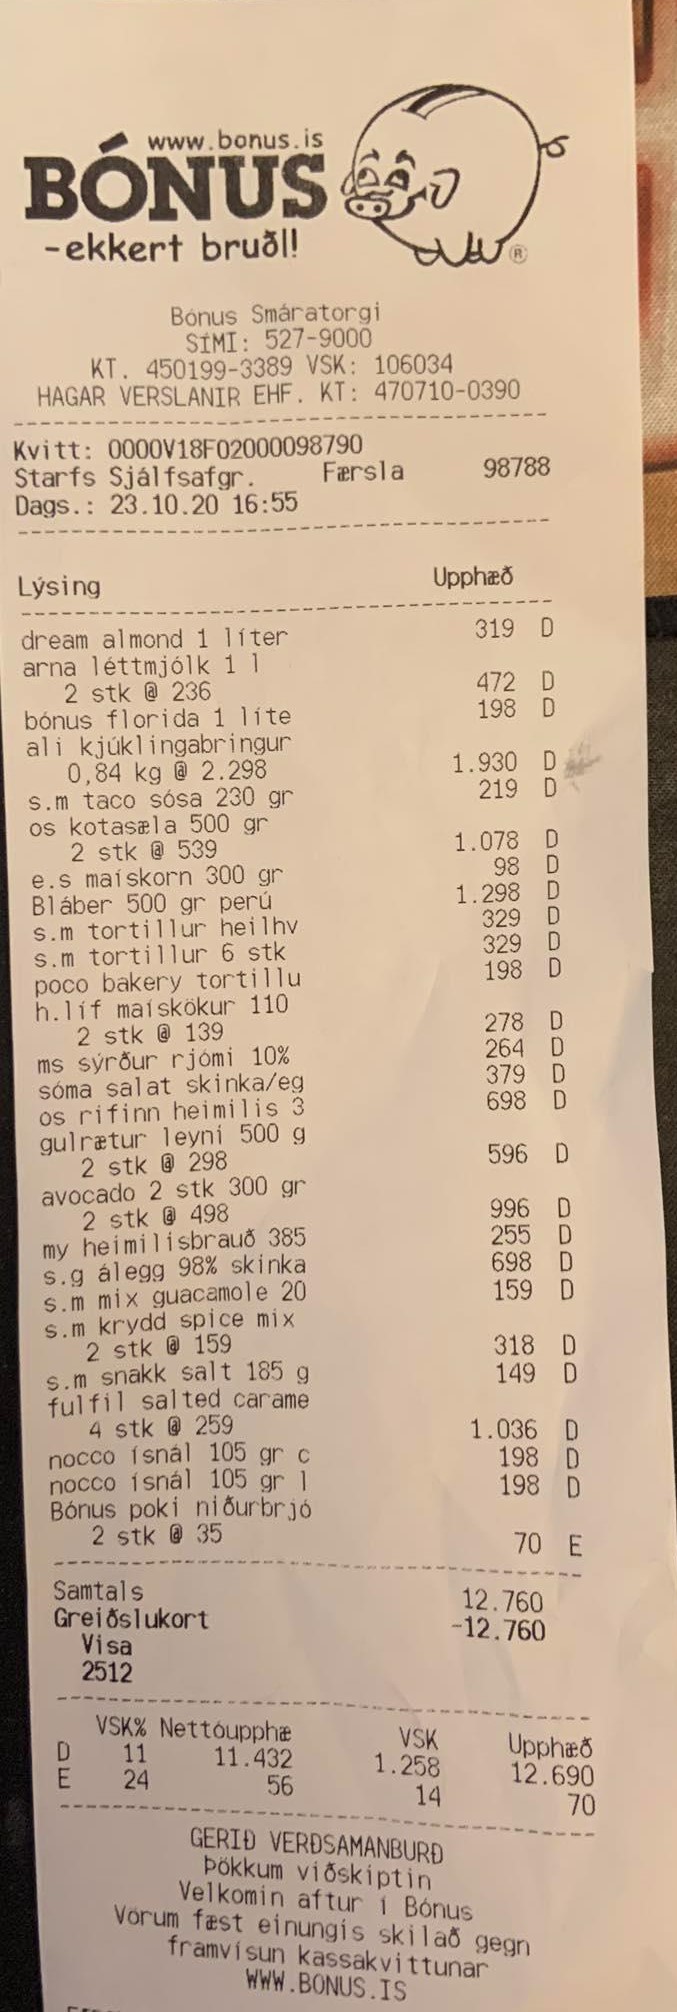 www.bonus.is
BÓNUS
-ekkert bruðl!
®
Bónus Smáratorgi
SÍMI: 527-9000
KT. 450199-3389 VSK: 106034
HAGAR VERSLANIR EHF. KT: 470710-0390
Kvitt: 0000V18F02000098790
Starfs Sjálfsafgr. Færsla 98788
Dags.: 23.10.20 16:55
Lýsing Upphæð
dream almond 1 líter 319 D
arna léttmjólk 1 l
2 stk @ 236 472 D
bónus florida 1 líte 198 D
ali kjúklingabringur
0,84 kg @ 2.298 1.930 D
s.m taco sósa 230 gr 219 D
os kotasæla 500 gr
2 stk @ 539 1.078 D
e.s maískorn 300 gr 98 D
Bláber 500 gr perú 1.298 D
s.m tortillur heilhv 329 D
s.m tortillur 6 stk 329 D
poco bakery tortillu 198 D
h.líf maískökur 110
2 stk @ 139 278 D
ms sýrður rjómi 10% 264 D
sóma salat skinka/eg 379 D
os rifinn heimilis 3 698 D
gulrætur leyni 500 g
2 stk @ 298 596 D
avocado 2 stk 300 gr
2 stk @ 498 996 D
my heimilisbrauð 385 255 D
s.g álegg 98% skinka 698 D
s.m mix guacamole 20 159 D
s.m krydd spice mix
2 stk @ 159 318 D
s.m snakk salt 185 g 149 D
fulfil salted carame
4 stk @ 259 1.036 D
nocco ísnál 105 gr c 198 D
nocco ísnál 105 gr l 198 D
Bónus poki niðurbrjó
2 stk @ 35 70 E
Samtals 12.760
Greiðslukort -12.760
Visa
2512
VSK% Nettóupphæ VSK Upphæð
D 11 11.432 1.258 12.690
E 24 56 14 70
GERIÐ VERÐSAMANBURÐ
Þökkum viðskiptin
Velkomin aftur í Bónus
Vörum fæst einungis skilað gegn
framvísun kassakvittunar
WWW.BONUS.IS